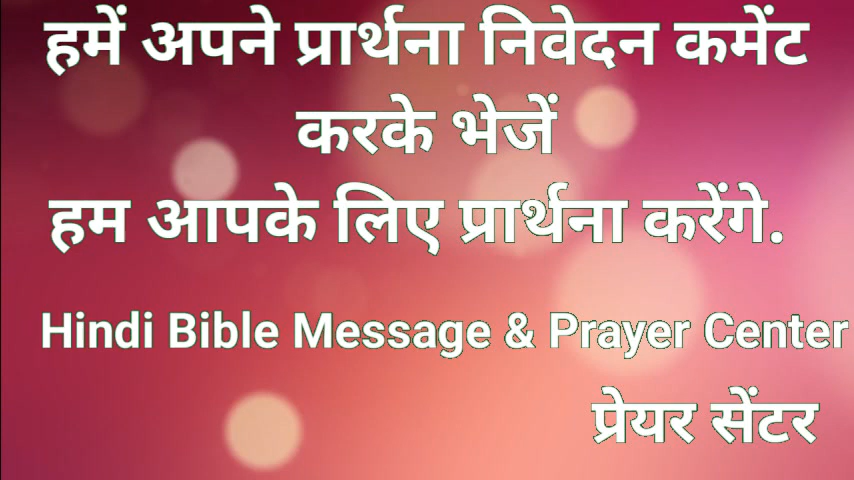 हमें अपने प्रार्थना निवेदन कमेंट
करके भेजें
हम आपके लिए प्रार्थना करेंगे.
Hindi Bible Message & Prayer Center
प्रेयर सेंटर